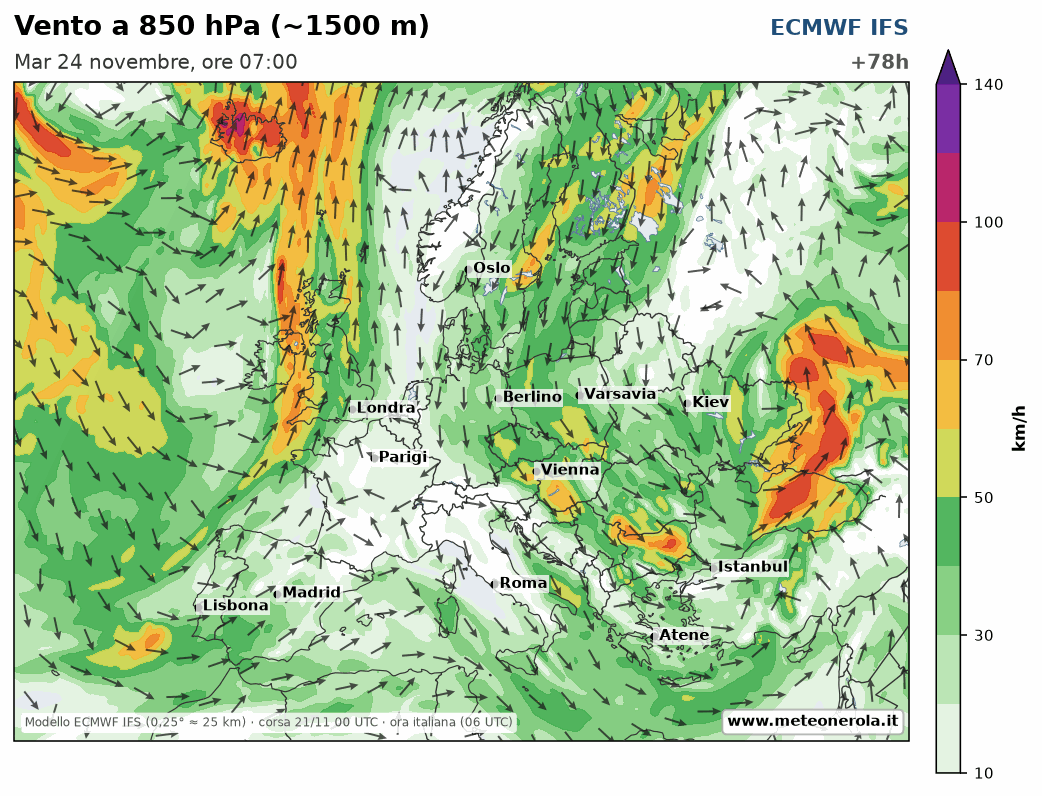 Vento a 850 hPa (~1500 m)
ECMWF IFS
Mar 24 novembre, ore 07:00
+78h
140
100
70
50
30
10
km/h
Oslo
Berlino
Varsavia
Kiev
Londra
Parigi
Vienna
Istanbul
Roma
Madrid
Lisbona
Atene
Modello ECMWF IFS (0,25° ≈ 25 km) · corsa 21/11 00 UTC · ora italiana (06 UTC)
www.meteonerola.it